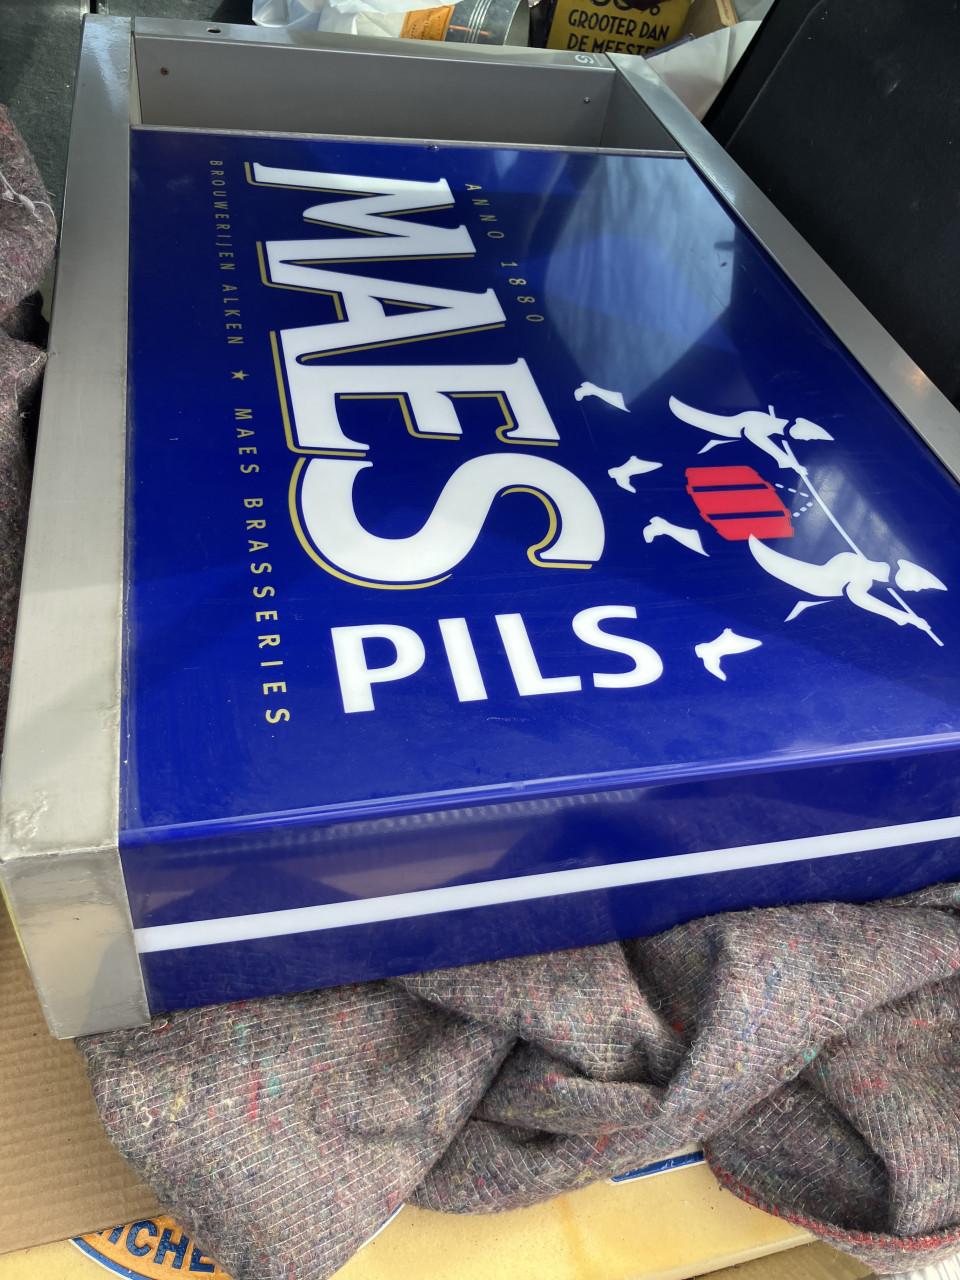 ANNO 1880
MAES
PILS
BROUWERIJEN ALKEN ★ MAES BRASSERIES
GROOTER DAN
DE MEESTE